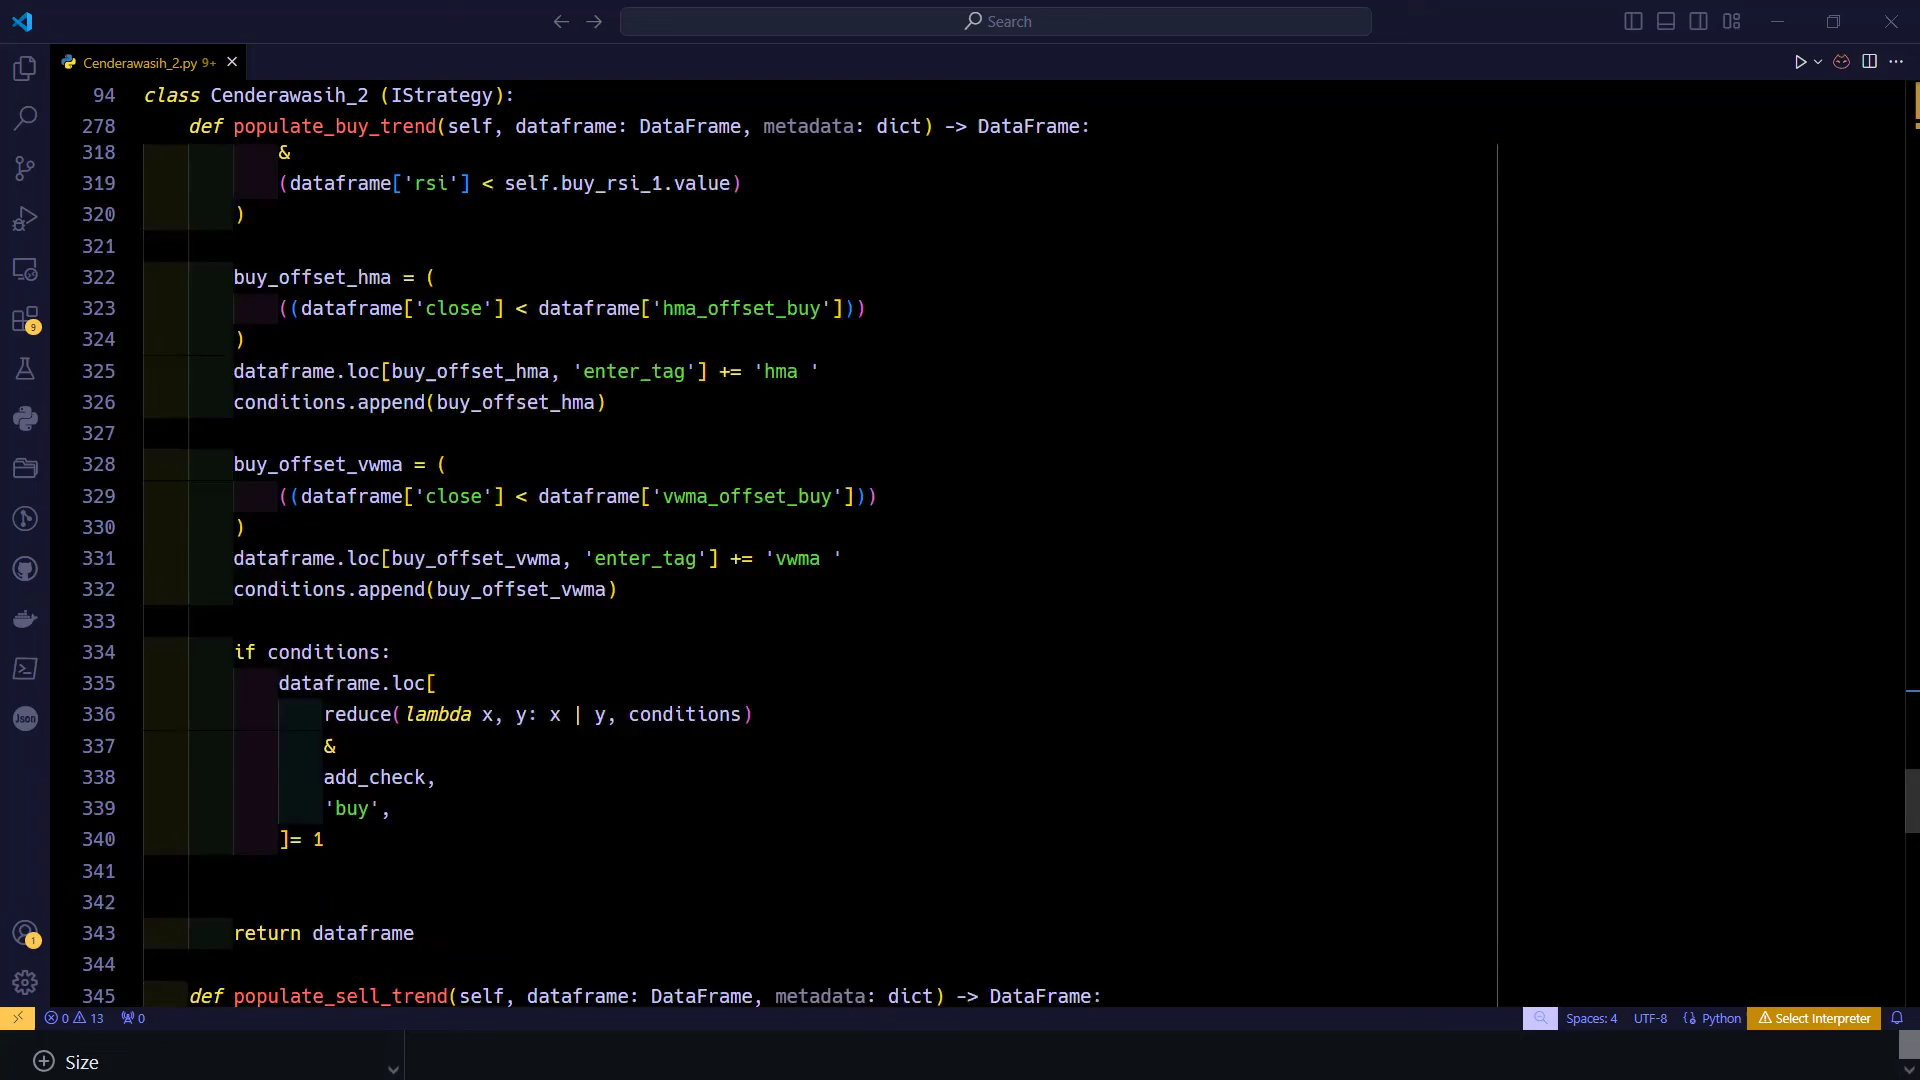 Search
Cenderawasih_2.py 9+
94 class Cenderawasih_2 (IStrategy):
278 def populate_buy_trend(self, dataframe: DataFrame, metadata: dict) -> DataFrame:
318 &
319 (dataframe['rsi'] < self.buy_rsi_1.value)
320 )
321
322 buy_offset_hma = (
323 ((dataframe['close'] < dataframe['hma_offset_buy']))
324 )
325 dataframe.loc[buy_offset_hma, 'enter_tag'] += 'hma '
326 conditions.append(buy_offset_hma)
327
328 buy_offset_vwma = (
329 ((dataframe['close'] < dataframe['vwma_offset_buy']))
330 )
331 dataframe.loc[buy_offset_vwma, 'enter_tag'] += 'vwma '
332 conditions.append(buy_offset_vwma)
333
334 if conditions:
335 dataframe.loc[
336 reduce(lambda x, y: x | y, conditions)
337 &
338 add_check,
339 'buy',
340 ]= 1
341
342
343 return dataframe
344
345 def populate_sell_trend(self, dataframe: DataFrame, metadata: dict) -> DataFrame:
9
Json
1
0 13 0
Spaces: 4 UTF-8 Python Select Interpreter
Size